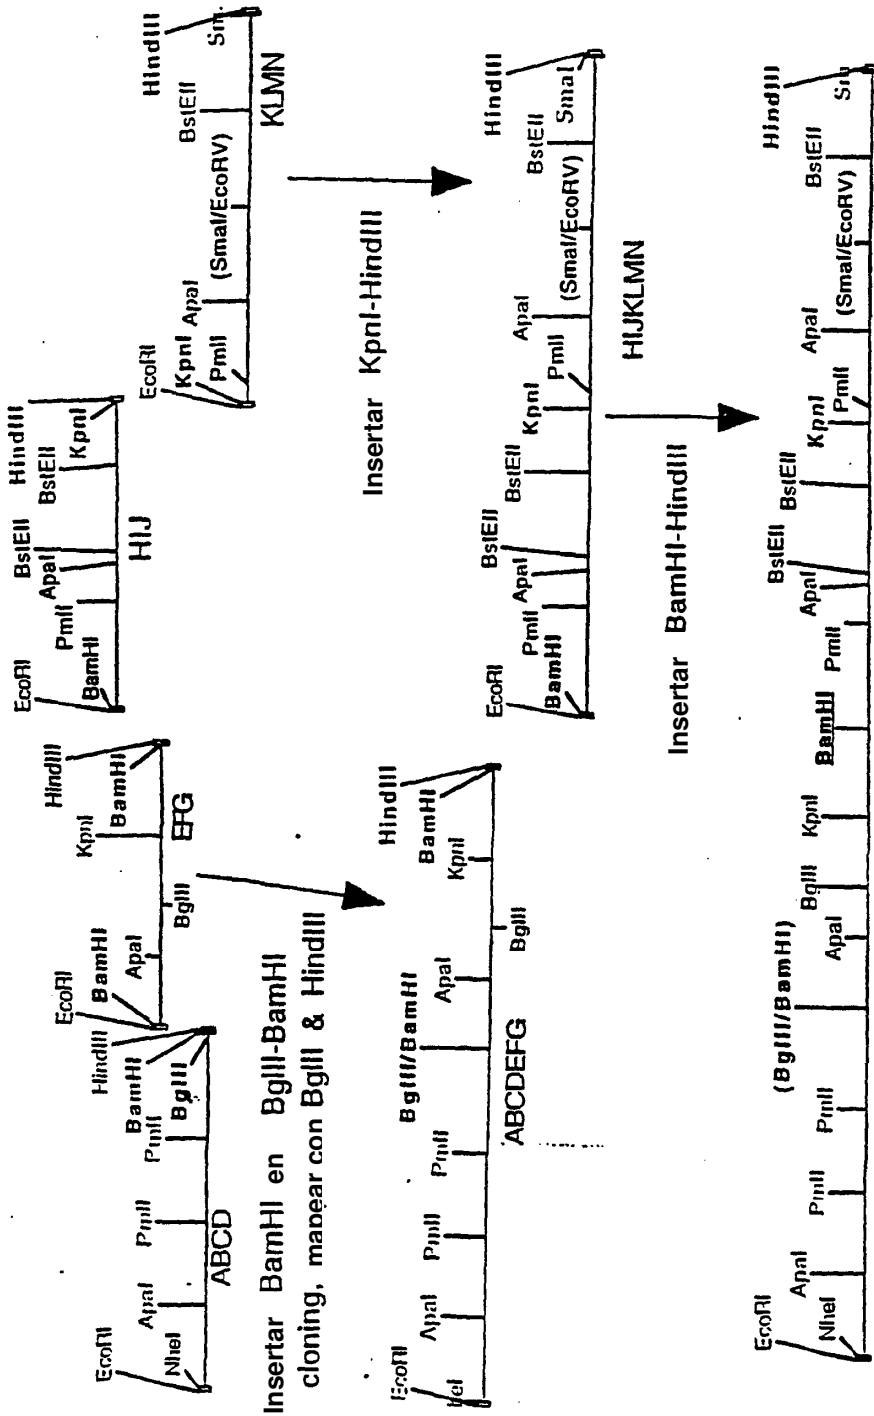 EcoRI
NheI
ApaI
PmlI
PmlI
BglII
BamHI
HindIII
ABCD
EcoRI
BamHI
ApaI
BglII
KpnI
BamHI
HindIII
EFG
EcoRI
BamHI
PmlI
ApaI
BstEII
BstEII
KpnI
HindIII
HIJ
EcoRI
KpnI
PmlI
ApaI
(SmaI/EcoRV)
BstEII
HindIII
KLMN
Insertar BamHI en BglII-BamHI
cloning, mapear con BglII & HindIII
Insertar KpnI-HindIII
EcoRI
ApaI
PmlI
PmlI
BglII/BamHI
ApaI
BglII
KpnI
BamHI
HindIII
ABCDEFG
EcoRI
BamHI
PmlI
ApaI
BstEII
BstEII
KpnI
PmlI
ApaI
(SmaI/EcoRV)
BstEII
SmaI
HindIII
HIJKLMN
Insertar BamHI-HindIII
EcoRI
NheI
ApaI
PmlI
PmlI
(BglII/BamHI)
ApaI
BglII
KpnI
BamHI
PmlI
ApaI
BstEII
BstEII
KpnI
PmlI
ApaI
(SmaI/EcoRV)
BstEII
HindIII